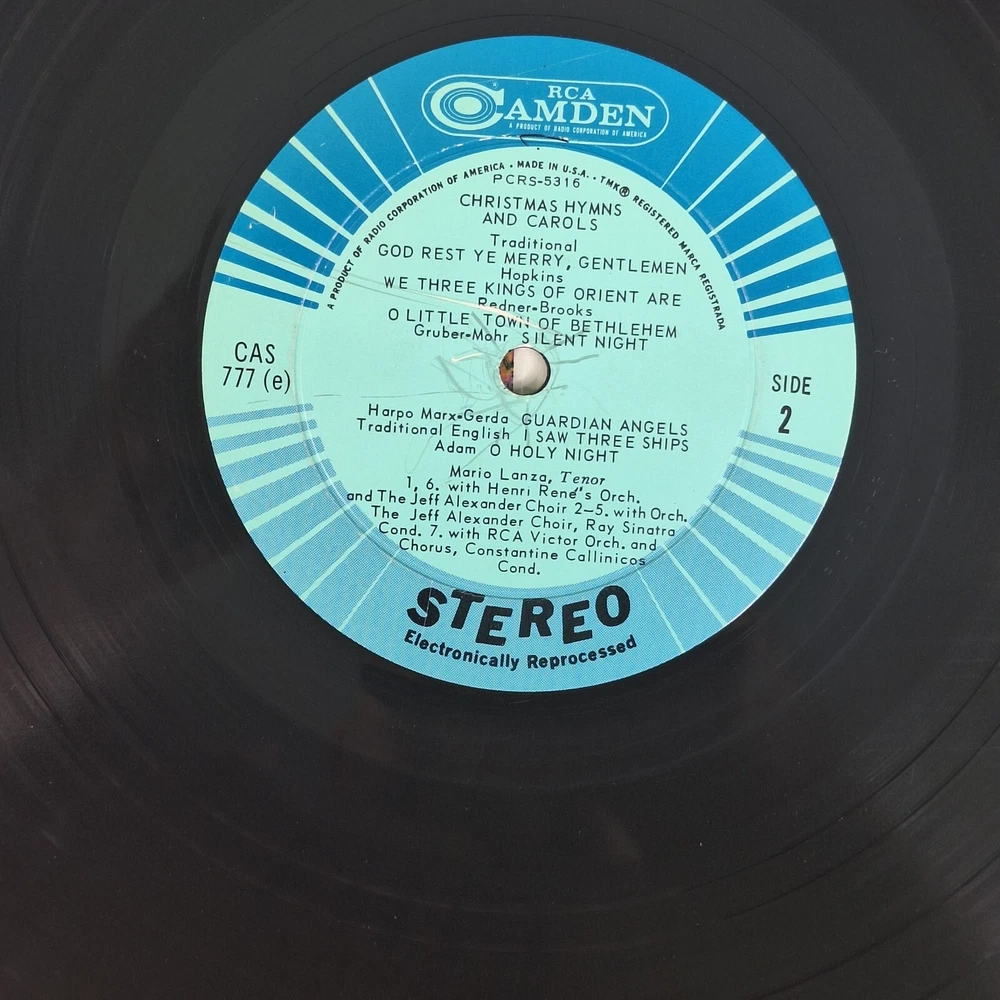 RCA
CAMDEN
®
A PRODUCT OF RADIO CORPORATION OF AMERICA
A PRODUCT OF RADIO CORPORATION OF AMERICA • MADE IN U.S.A. • TMK® REGISTERED MARCA REGISTRADA
PCRS-5316
CHRISTMAS HYMNS
AND CAROLS
Traditional
GOD REST YE MERRY, GENTLEMEN
Hopkins
WE THREE KINGS OF ORIENT ARE
Redner-Brooks
O LITTLE TOWN OF BETHLEHEM
Gruber-Mohr SILENT NIGHT
CAS
777 (e)
SIDE
2
Harpo Marx-Gerda GUARDIAN ANGELS
Traditional English I SAW THREE SHIPS
Adam O HOLY NIGHT
Mario Lanza, Tenor
1, 6. with Henri René's Orch.
and The Jeff Alexander Choir 2-5. with Orch.
The Jeff Alexander Choir, Ray Sinatra
Cond. 7. with RCA Victor Orch. and
Chorus, Constantine Callinicos
Cond.
STEREO
Electronically Reprocessed